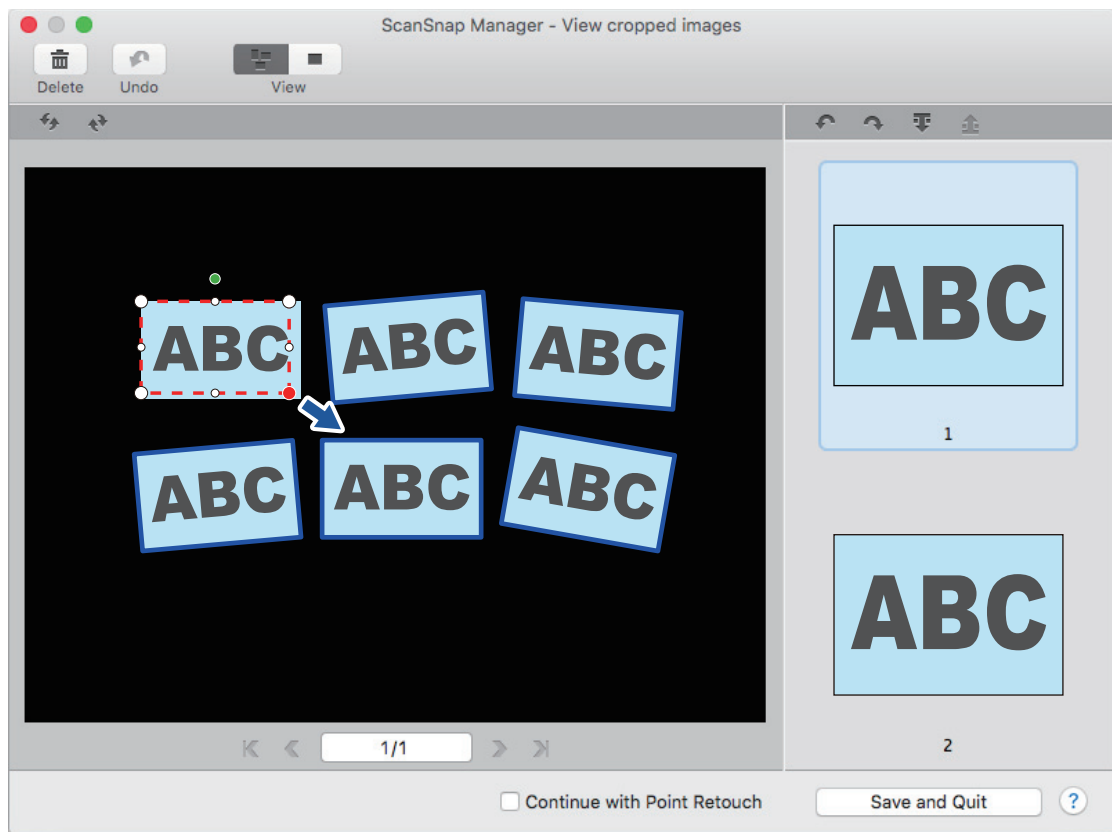 ScanSnap Manager - View cropped images
Delete Undo View
ABC ABC ABC
ABC ABC ABC
ABC
1
ABC
2
1/1
Continue with Point Retouch
Save and Quit ?